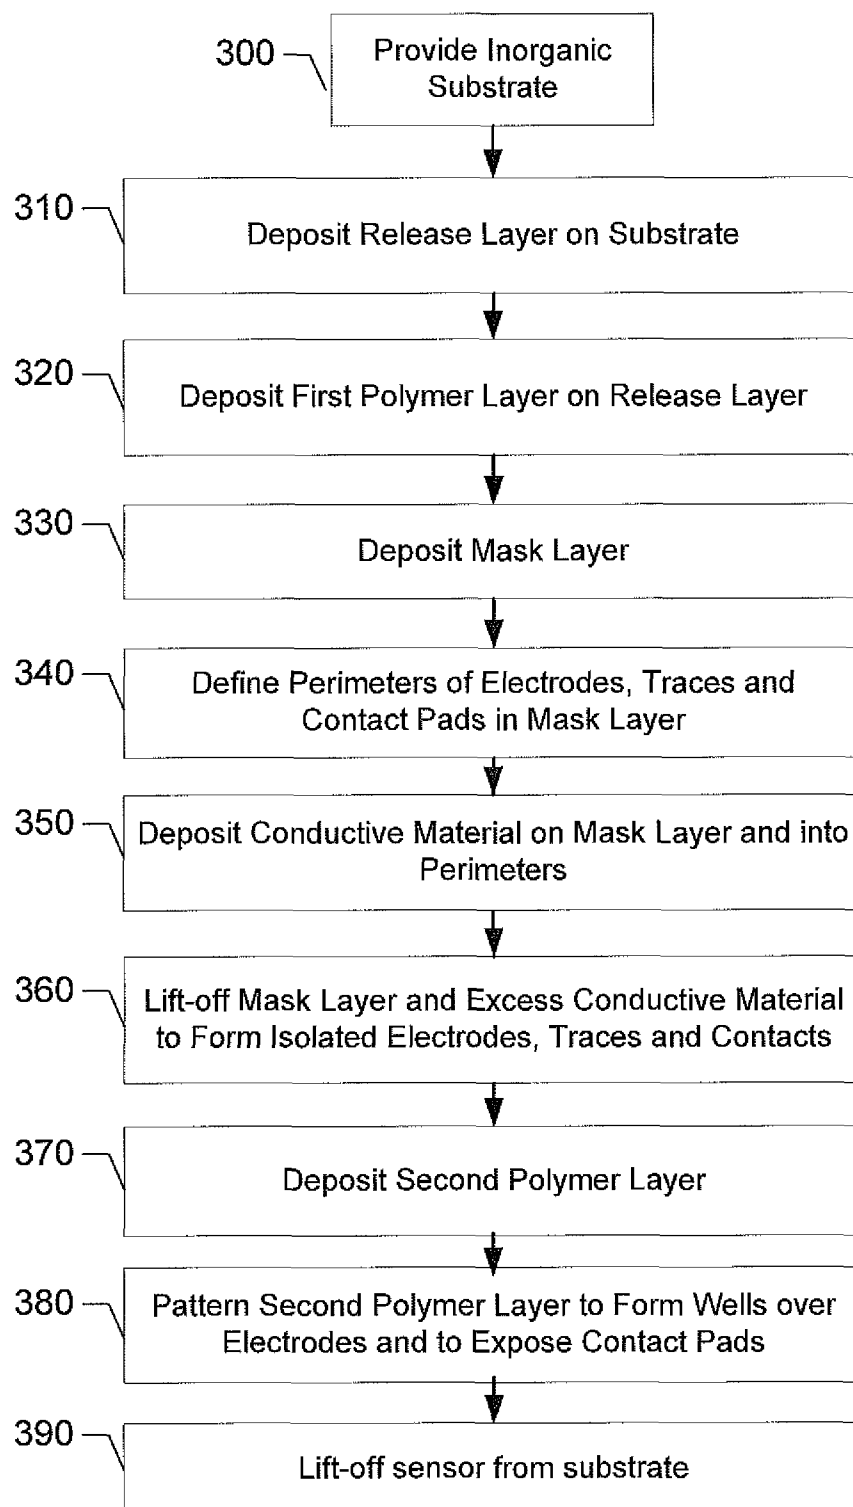 300
Provide Inorganic
Substrate
310
Deposit Release Layer on Substrate
320
Deposit First Polymer Layer on Release Layer
330
Deposit Mask Layer
340
Define Perimeters of Electrodes, Traces and
Contact Pads in Mask Layer
350
Deposit Conductive Material on Mask Layer and into
Perimeters
360
Lift-off Mask Layer and Excess Conductive Material
to Form Isolated Electrodes, Traces and Contacts
370
Deposit Second Polymer Layer
380
Pattern Second Polymer Layer to Form Wells over
Electrodes and to Expose Contact Pads
390
Lift-off sensor from substrate